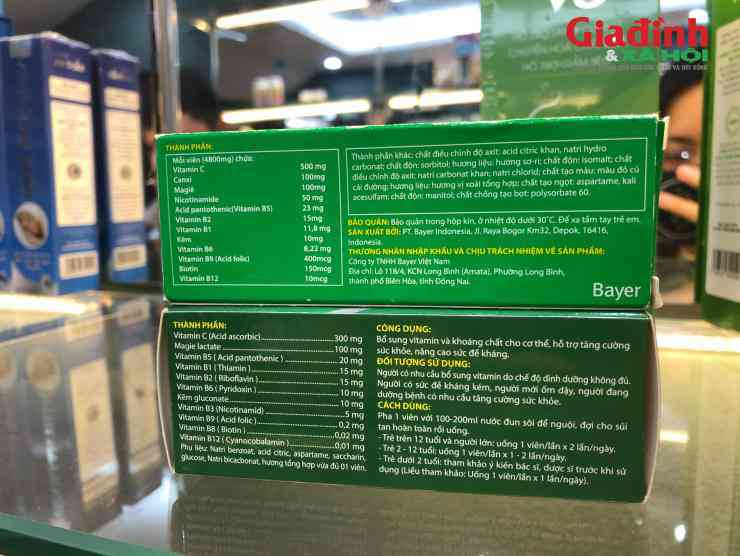 Giađình
& XÃ HỘI
THÀNH PHẦN:
Mỗi viên (4800mg) chứa:
Vitamin C 500 mg
Canxi 100mg
Magiê 100mg
Nicotinamide 50 mg
Acid pantothenic(Vitamin B5) 23 mg
Vitamin B2 15mg
Vitamin B1 11,8 mg
Kẽm 10mg
Vitamin B6 8,22 mg
Vitamin B9 (Acid folic) 400mcg
Biotin 150mcg
Vitamin B12 10mcg
Thành phần khác: chất điều chỉnh độ axit: acid citric khan, natri hydro
carbonat; chất độn: sorbitol; hương liệu: hương sơ-ri; chất độn: isomalt; chất
điều chỉnh độ axit: natri carbonat khan; natri chlorid; chất tạo màu: màu đỏ củ
cải đường; hương liệu: hương vị xoài tổng hợp; chất tạo ngọt: aspartame, kali
acesulfam; chất độn: manitol; chất chống tạo bọt: polysorbate 60.
BẢO QUẢN: Bảo quản trong hộp kín, ở nhiệt độ dưới 30°C. Để xa tầm tay trẻ em.
SẢN XUẤT BỞI: PT. Bayer Indonesia, Jl. Raya Bogor Km32, Depok, 16416,
Indonesia.
THƯƠNG NHÂN NHẬP KHẨU VÀ CHỊU TRÁCH NHIỆM VỀ SẢN PHẨM:
Công ty TNHH Bayer Việt Nam
Địa chỉ: Lô 118/4, KCN Long Bình (Amata), Phường Long Bình,
thành phố Biên Hòa, tỉnh Đồng Nai.
Bayer
THÀNH PHẦN:
Vitamin C (Acid ascorbic) 300 mg
Magie lactate 100 mg
Vitamin B5 ( Acid pantothenic ) 20 mg
Vitamin B1 (Thiamin ) 15 mg
Vitamin B2 ( Riboflavin ) 15 mg
Vitamin B6 ( Pyridoxin ) 10 mg
Kẽm gluconate 10 mg
Vitamin B3 (Nicotinamid) 5 mg
Vitamin B9 ( Acid folic ) 0,2 mg
Vitamin B8 ( Biotin ) 0,02 mg
Vitamin B12 ( Cyanocobalamin ) 0,01 mg
Phụ liệu: Natri benzoat, acid citric, aspartame, saccharin,
glucose, Natri bicacbonat, hương tổng hợp vừa đủ 01 viên.
CÔNG DỤNG:
Bổ sung vitamin và khoáng chất cho cơ thể, hỗ trợ tăng cường
sức khỏe, nâng cao sức đề kháng.
ĐỐI TƯỢNG SỬ DỤNG:
Người có nhu cầu bổ sung vitamin do chế độ dinh dưỡng không đủ.
Người có sức đề kháng kém, người mới ốm dậy, người đang
dưỡng bệnh có nhu cầu tăng cường sức khỏe.
CÁCH DÙNG:
Pha 1 viên với 100-200ml nước đun sôi để nguội, đợi cho sủi
tan hoàn toàn rồi uống.
- Trẻ trên 12 tuổi và người lớn: uống 1 viên/lần x 2 lần/ngày.
- Trẻ 2 - 12 tuổi: uống 1 viên/lần x 1 - 2 lần/ngày.
- Trẻ dưới 2 tuổi: tham khảo ý kiến bác sĩ, dược sĩ trước khi sử
dụng (Liều tham khảo: Uống 1 viên/lần x 1 lần/ngày).